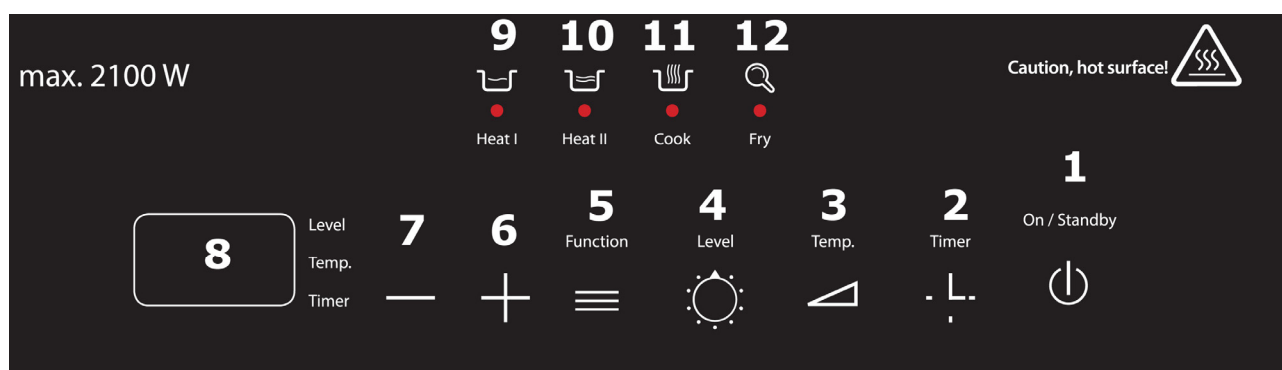 9 10 11 12
max. 2100 W
Caution, hot surface!
Heat I Heat II Cook Fry
1
5 4 3 2
On / Standby
8
Level
7 6
Function Level Temp. Timer
Temp.
Timer